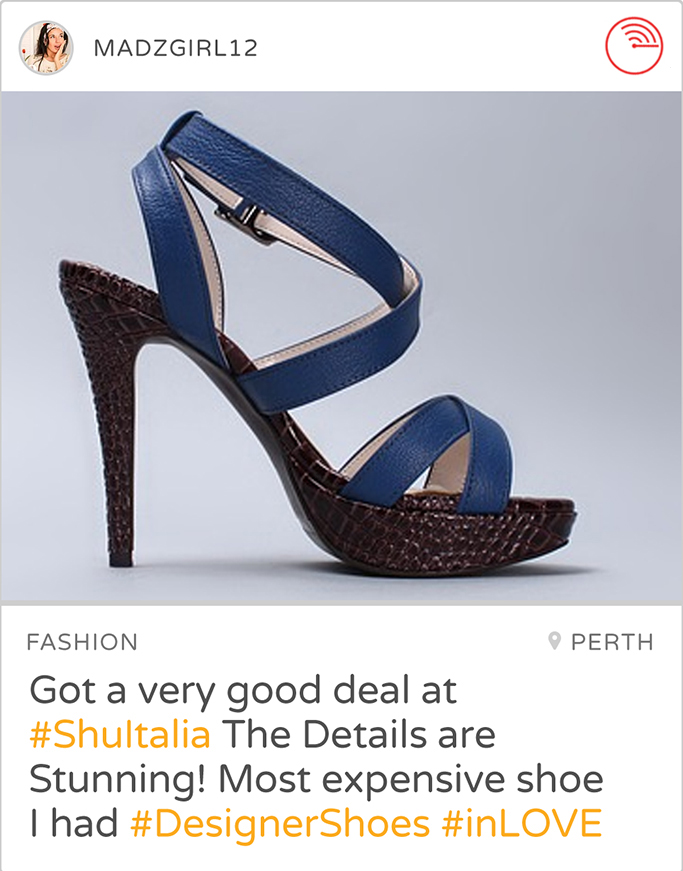 MADZGIRL12
FASHION
PERTH
Got a very good deal at
#ShuItalia The Details are
Stunning! Most expensive shoe
I had #DesignerShoes #inLOVE